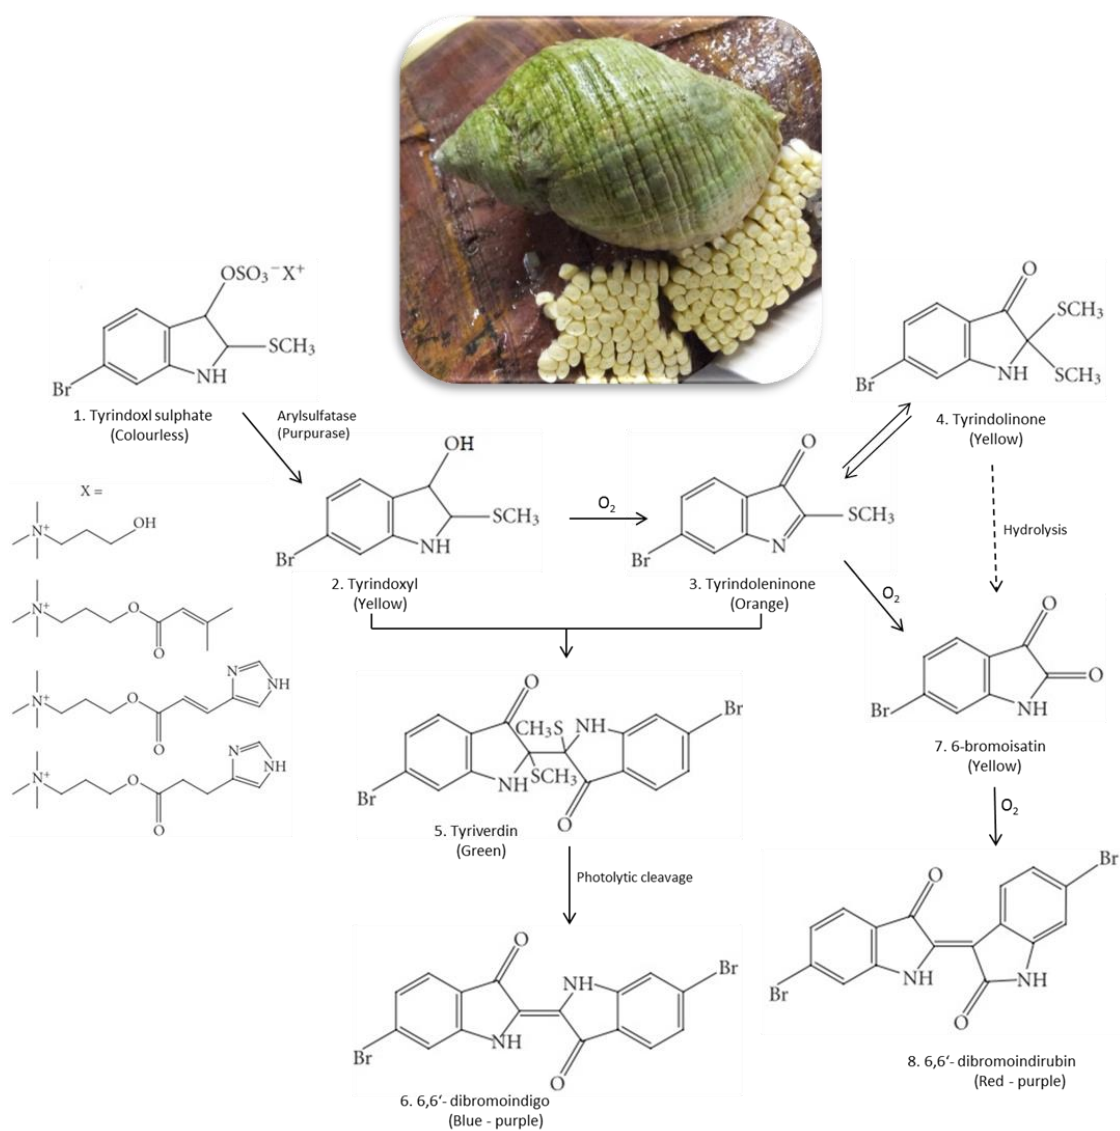 OSO₃⁻X⁺
SCH₃
NH
Br
1. Tyrindoxl sulphate
(Colourless)
Arylsulfatase
(Purpurase)
X =
N⁺
OH
N⁺
O
O
N⁺
O
O
N
NH
N⁺
O
O
N
NH
OH
SCH₃
NH
Br
2. Tyrindoxyl
(Yellow)
O₂
O
SCH₃
N
Br
3. Tyrindoleninone
(Orange)
O
SCH₃
SCH₃
NH
Br
4. Tyrindolinone
(Yellow)
Hydrolysis
O₂
O
O
NH
Br
7. 6-bromoisatin
(Yellow)
O₂
O
CH₃S
NH
Br
NH
SCH₃
Br
O
5. Tyriverdin
(Green)
Photolytic cleavage
O
NH
Br
NH
Br
O
6. 6,6‘- dibromoindigo
(Blue - purple)
O
Br
NH
NH
Br
O
8. 6,6‘- dibromoindirubin
(Red - purple)